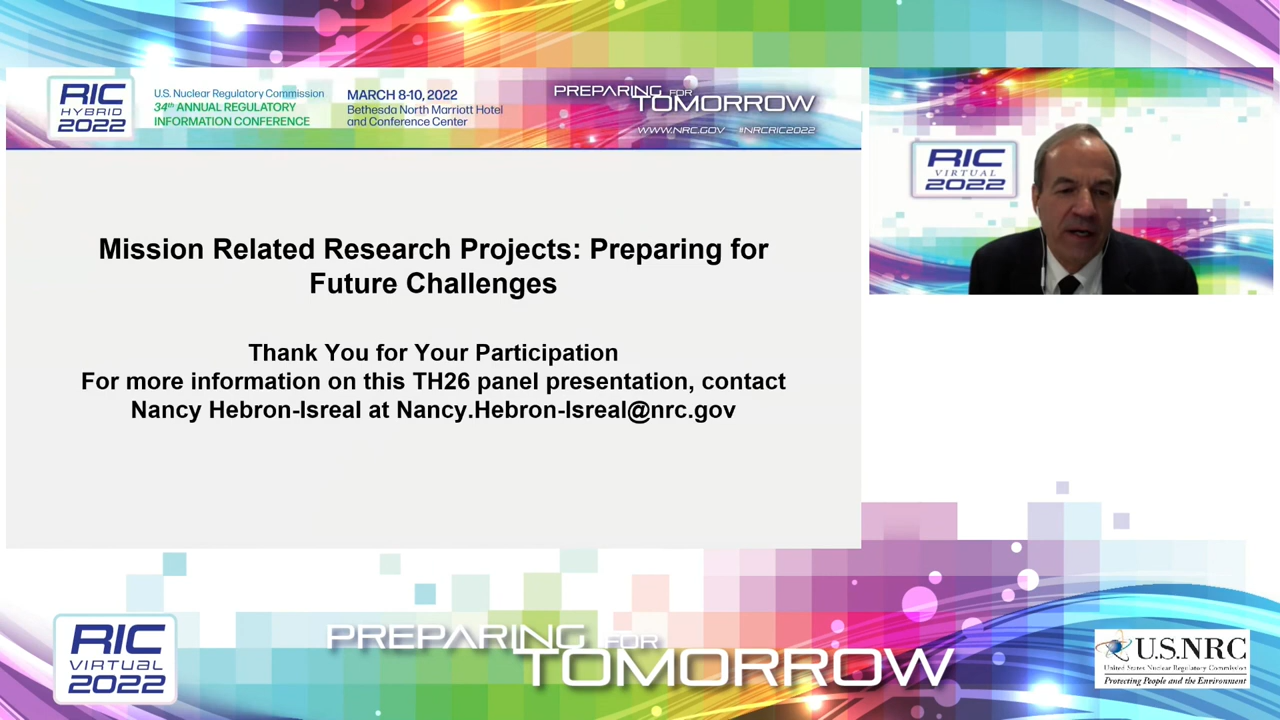 RIC
HYBRID
2022
U.S. Nuclear Regulatory Commission
34th ANNUAL REGULATORY
INFORMATION CONFERENCE
MARCH 8-10, 2022
Bethesda North Marriott Hotel
and Conference Center
PREPARING FOR
TOMORROW
WWW.NRC.GOV #NRCRIC2022
RIC
VIRTUAL
2022
Mission Related Research Projects: Preparing for
Future Challenges
Thank You for Your Participation
For more information on this TH26 panel presentation, contact
Nancy Hebron-Isreal at Nancy.Hebron-Isreal@nrc.gov
RIC
VIRTUAL
2022
PREPARING FOR
TOMORROW
U.S.NRC
United States Nuclear Regulatory Commission
Protecting People and the Environment